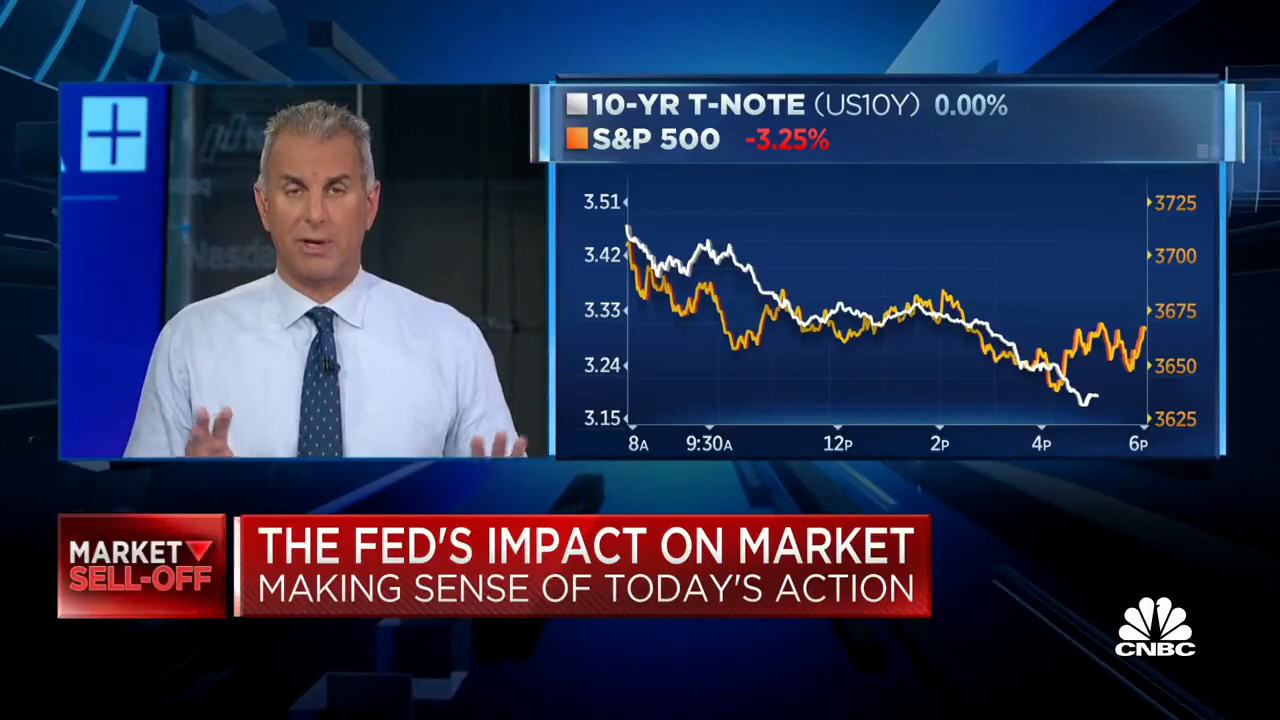 Nasdaq
10-YR T-NOTE (US10Y) 0.00%
S&P 500 -3.25%
3.51
3.42
3.33
3.24
3.15
3725
3700
3675
3650
3625
8A 9:30A 12P 2P 4P 6P
MARKET
SELL-OFF
THE FED'S IMPACT ON MARKET
MAKING SENSE OF TODAY'S ACTION
CNBC